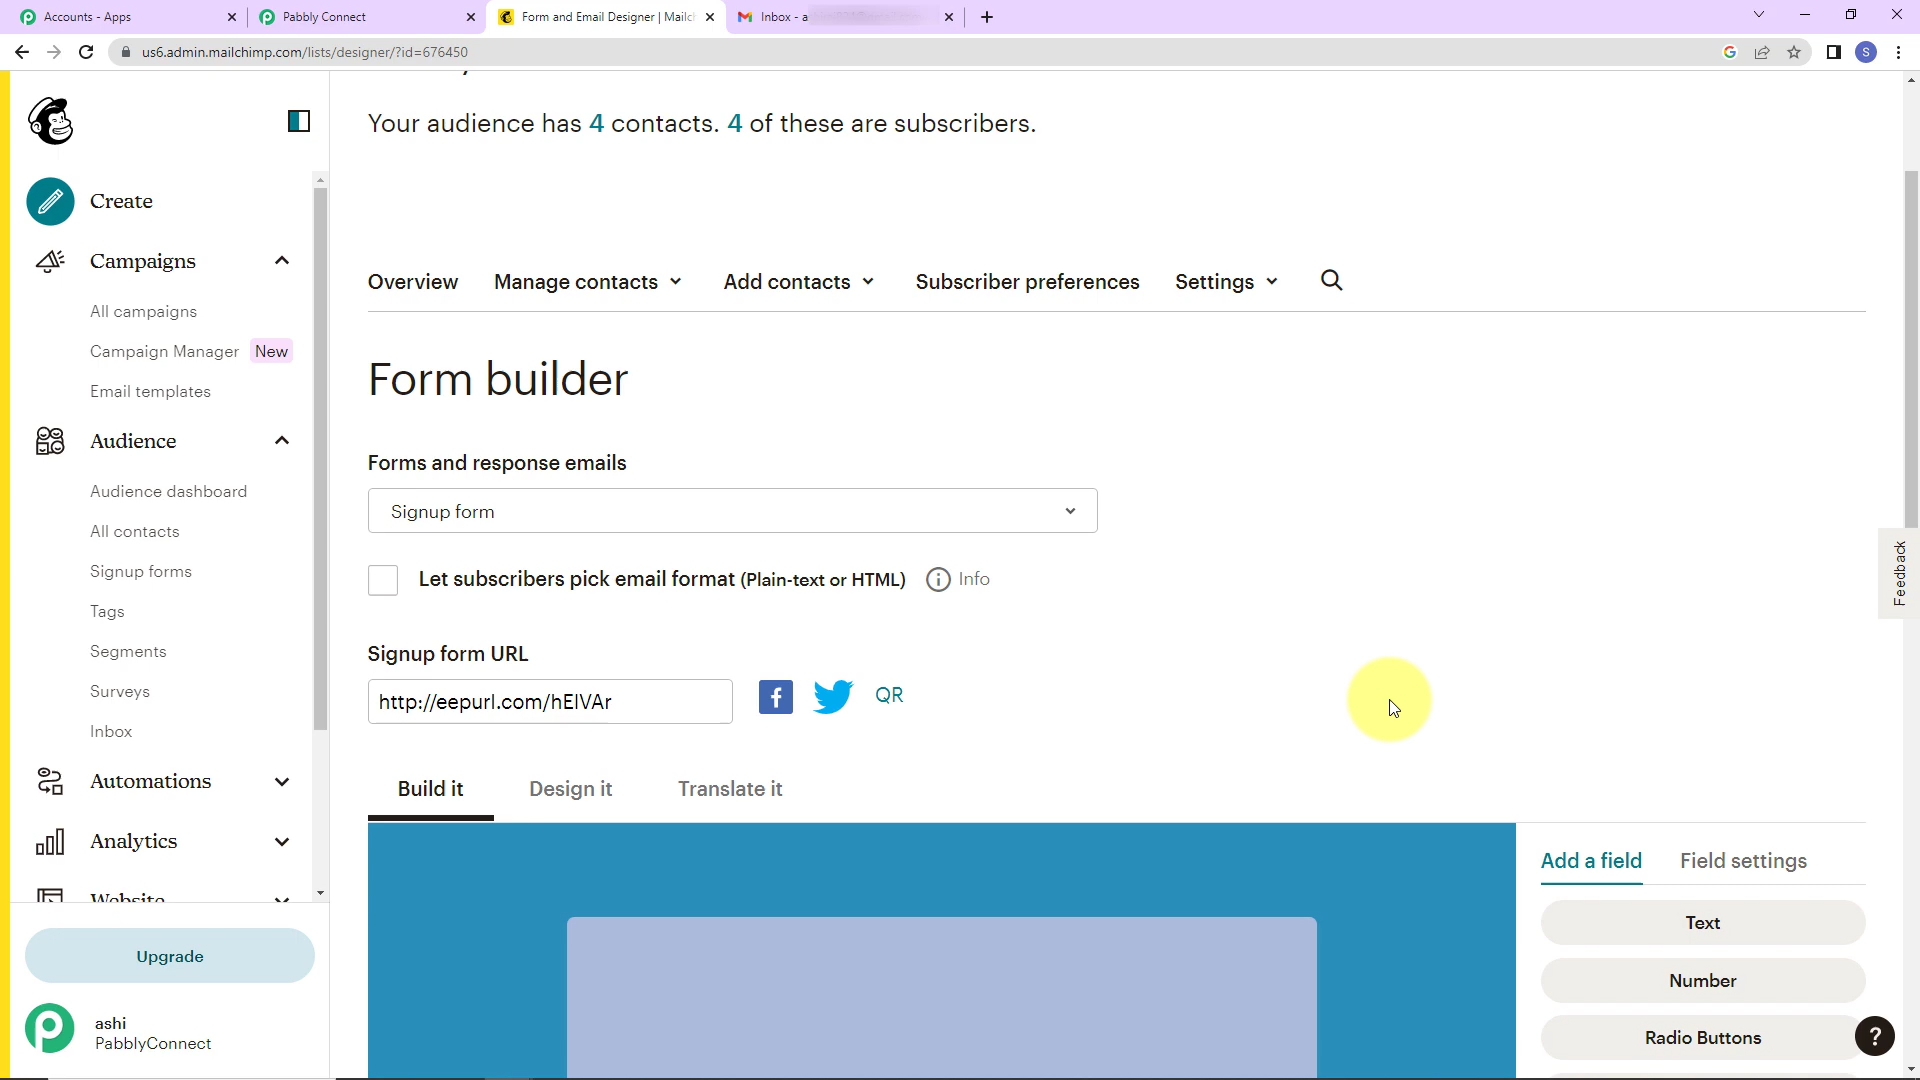 Accounts - Apps
Pabbly Connect
Form and Email Designer | Mailch
Inbox - a
us6.admin.mailchimp.com/lists/designer/?id=676450
S
Your audience has 4 contacts. 4 of these are subscribers.
Create
Campaigns
All campaigns
Campaign Manager New
Email templates
Audience
Audience dashboard
All contacts
Signup forms
Tags
Segments
Surveys
Inbox
Automations
Analytics
Website
Upgrade
ashi
PabblyConnect
Overview
Manage contacts
Add contacts
Subscriber preferences
Settings
Form builder
Forms and response emails
Signup form
Let subscribers pick email format (Plain-text or HTML)
Info
Signup form URL
http://eepurl.com/hEIVAr
QR
Build it
Design it
Translate it
Add a field
Field settings
Text
Number
Radio Buttons
?
Feedback